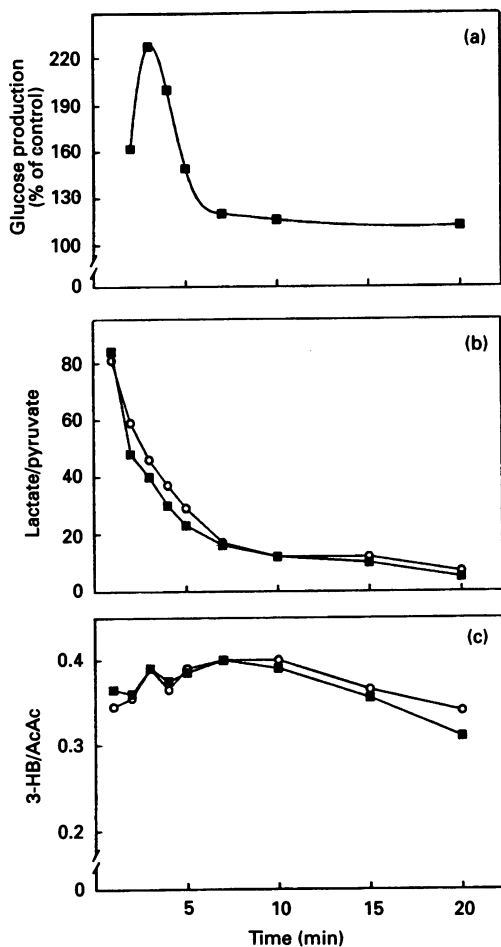 (a)
Glucose production
(% of control)
220
190
160
130
100
0
(b)
Lactate/pyruvate
80
60
40
20
0
(c)
3-HB/AcAc
0.4
0.3
0.2
0
5 10 15 20
Time (min)